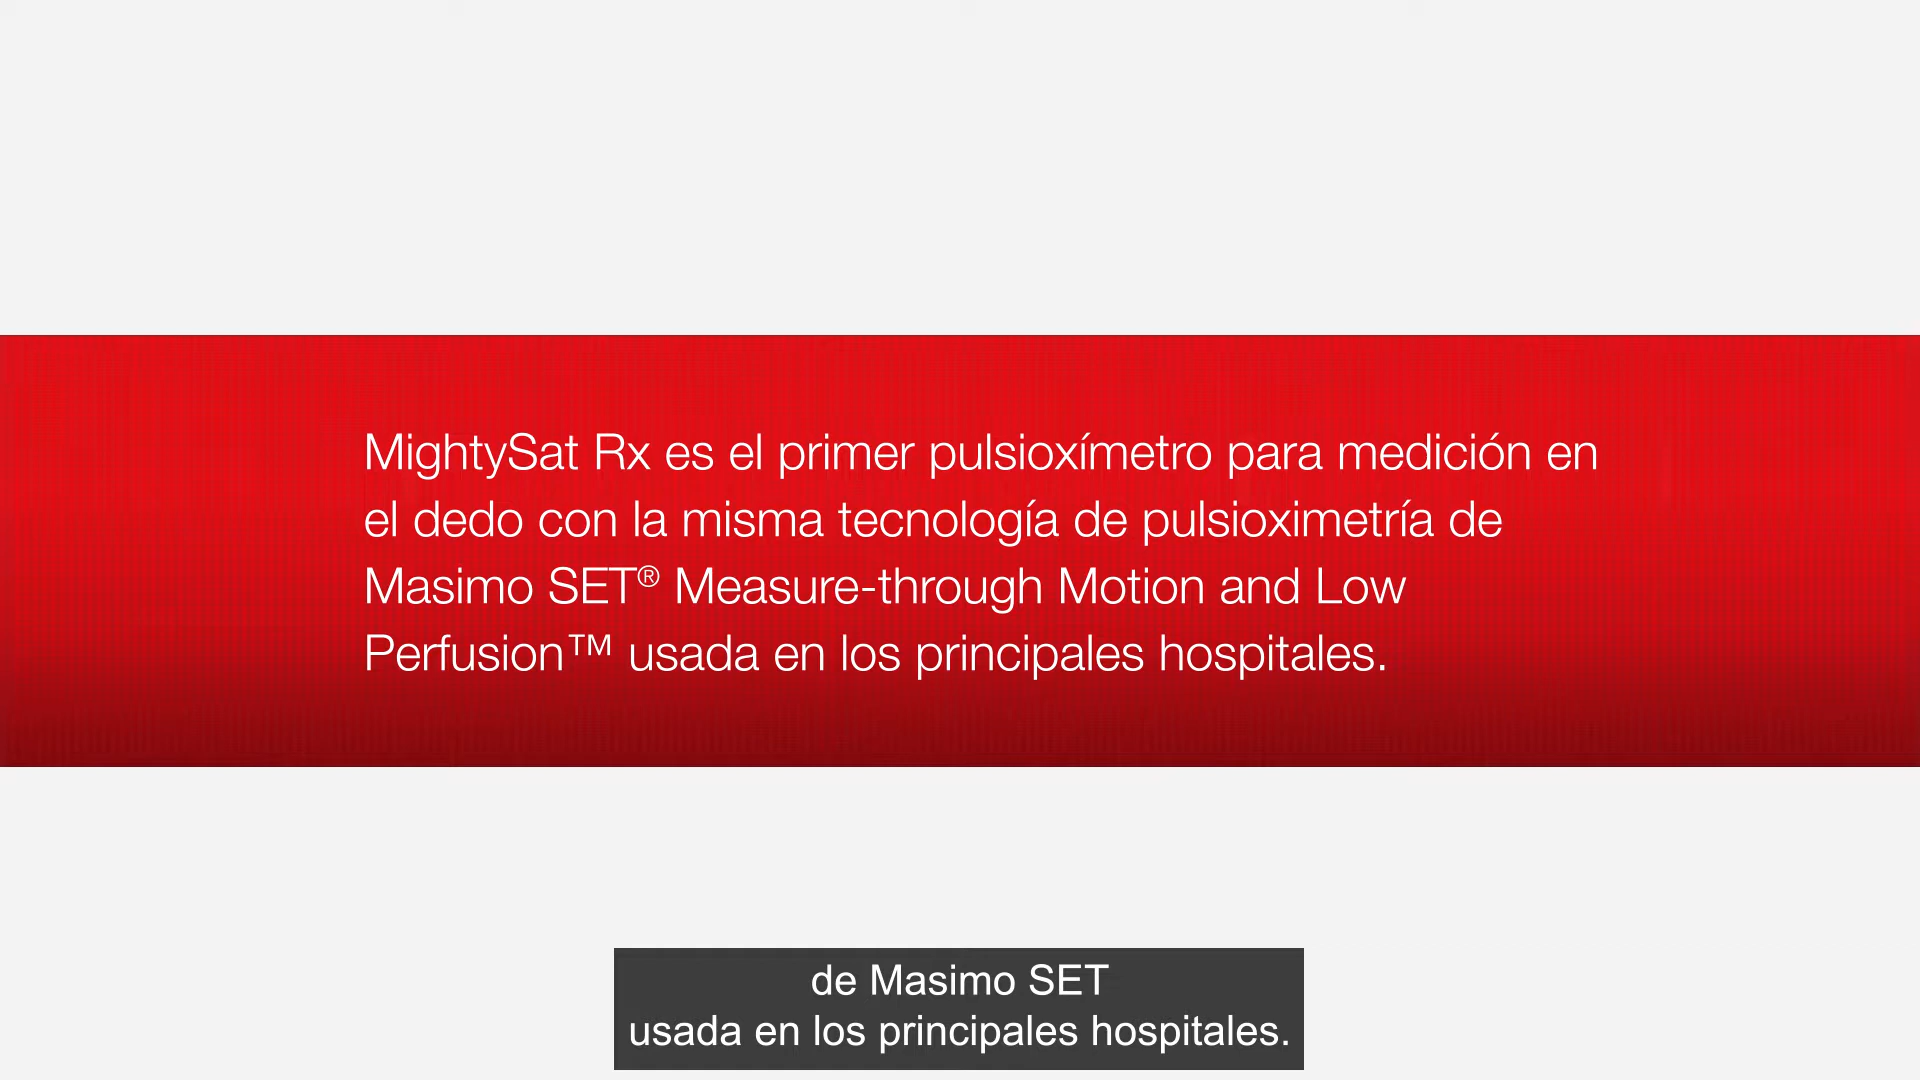 MightySat Rx es el primer pulsioxímetro para medición en
el dedo con la misma tecnología de pulsioximetría de
Masimo SET® Measure-through Motion and Low
Perfusion™ usada en los principales hospitales.
de Masimo SET
usada en los principales hospitales.